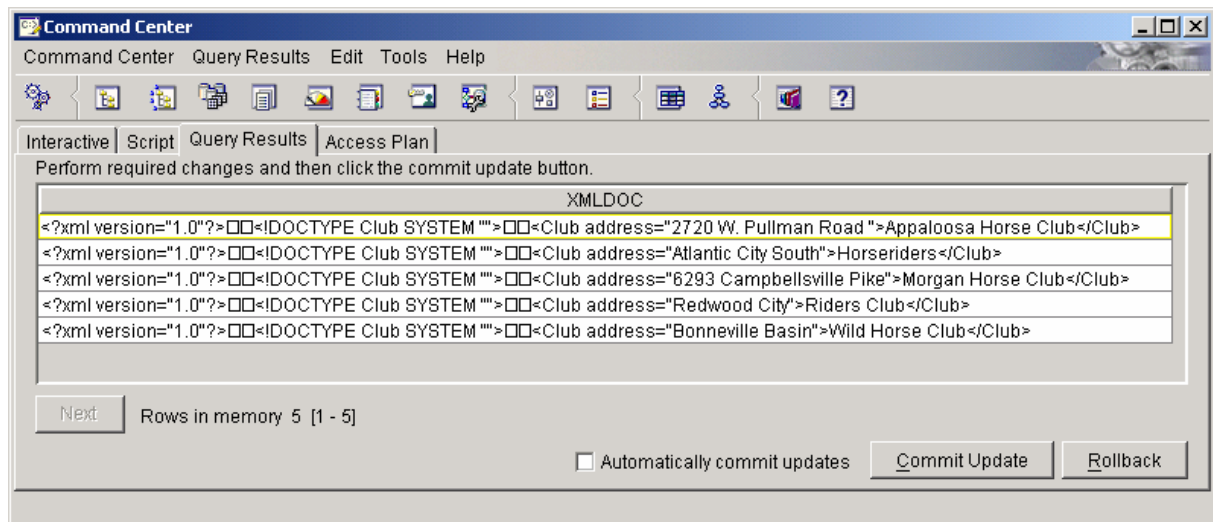 Command Center
Command Center Query Results Edit Tools Help
Interactive Script Query Results Access Plan
Perform required changes and then click the commit update button.
XMLDOC
<?xml version="1.0"?>□□<!DOCTYPE Club SYSTEM "">□□<Club address="2720 W. Pullman Road ">Appaloosa Horse Club</Club>
<?xml version="1.0"?>□□<!DOCTYPE Club SYSTEM "">□□<Club address="Atlantic City South">Horseriders</Club>
<?xml version="1.0"?>□□<!DOCTYPE Club SYSTEM "">□□<Club address="6293 Campbellsville Pike">Morgan Horse Club</Club>
<?xml version="1.0"?>□□<!DOCTYPE Club SYSTEM "">□□<Club address="Redwood City">Riders Club</Club>
<?xml version="1.0"?>□□<!DOCTYPE Club SYSTEM "">□□<Club address="Bonneville Basin">Wild Horse Club</Club>
Next Rows in memory 5 [1 - 5]
Automatically commit updates Commit Update Rollback